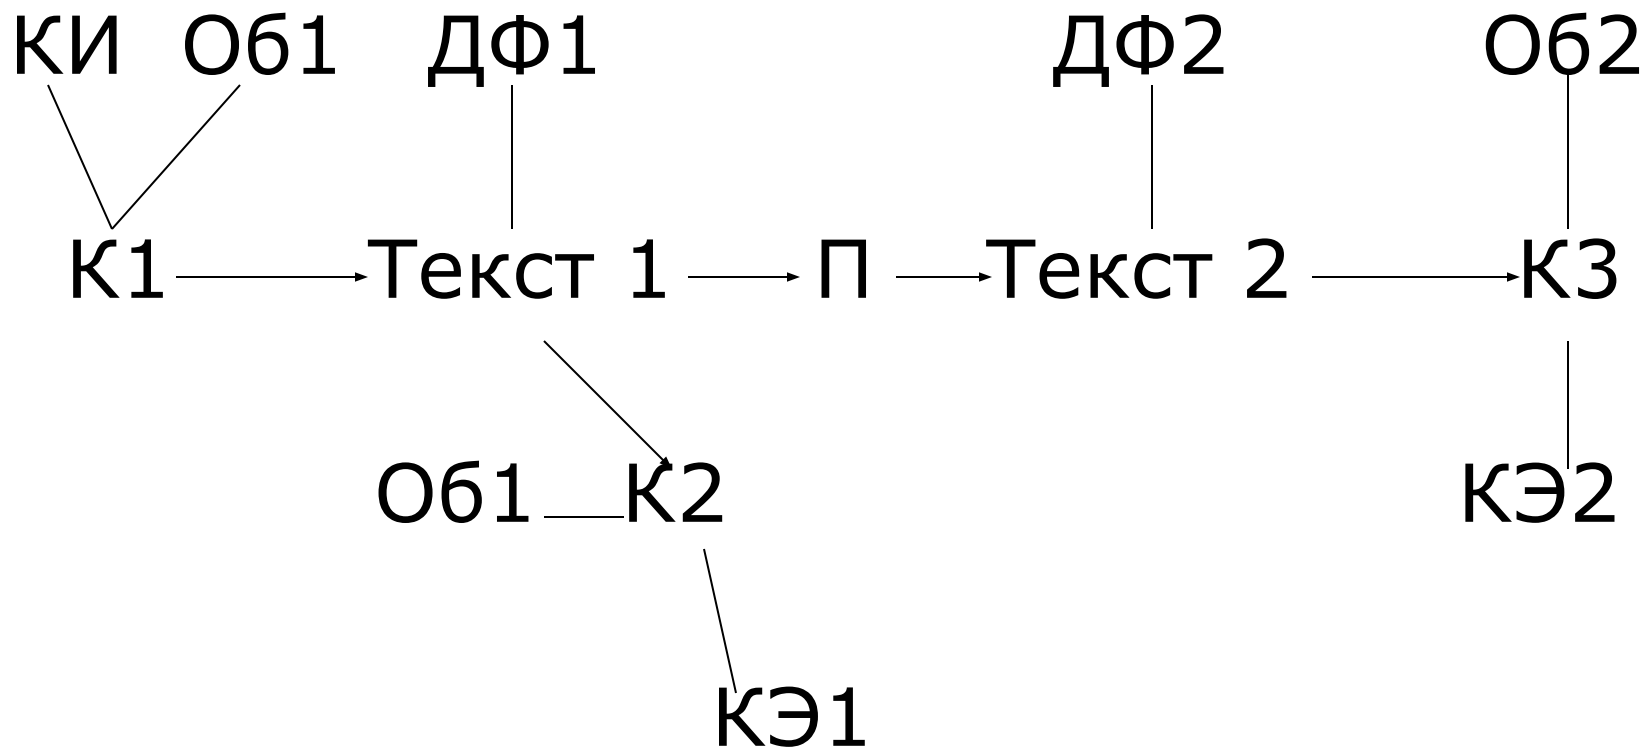 КИ Об1 ДФ1 ДФ2 Об2
К1 Текст 1 П Текст 2 К3
Об1 К2 КЭ2
КЭ1